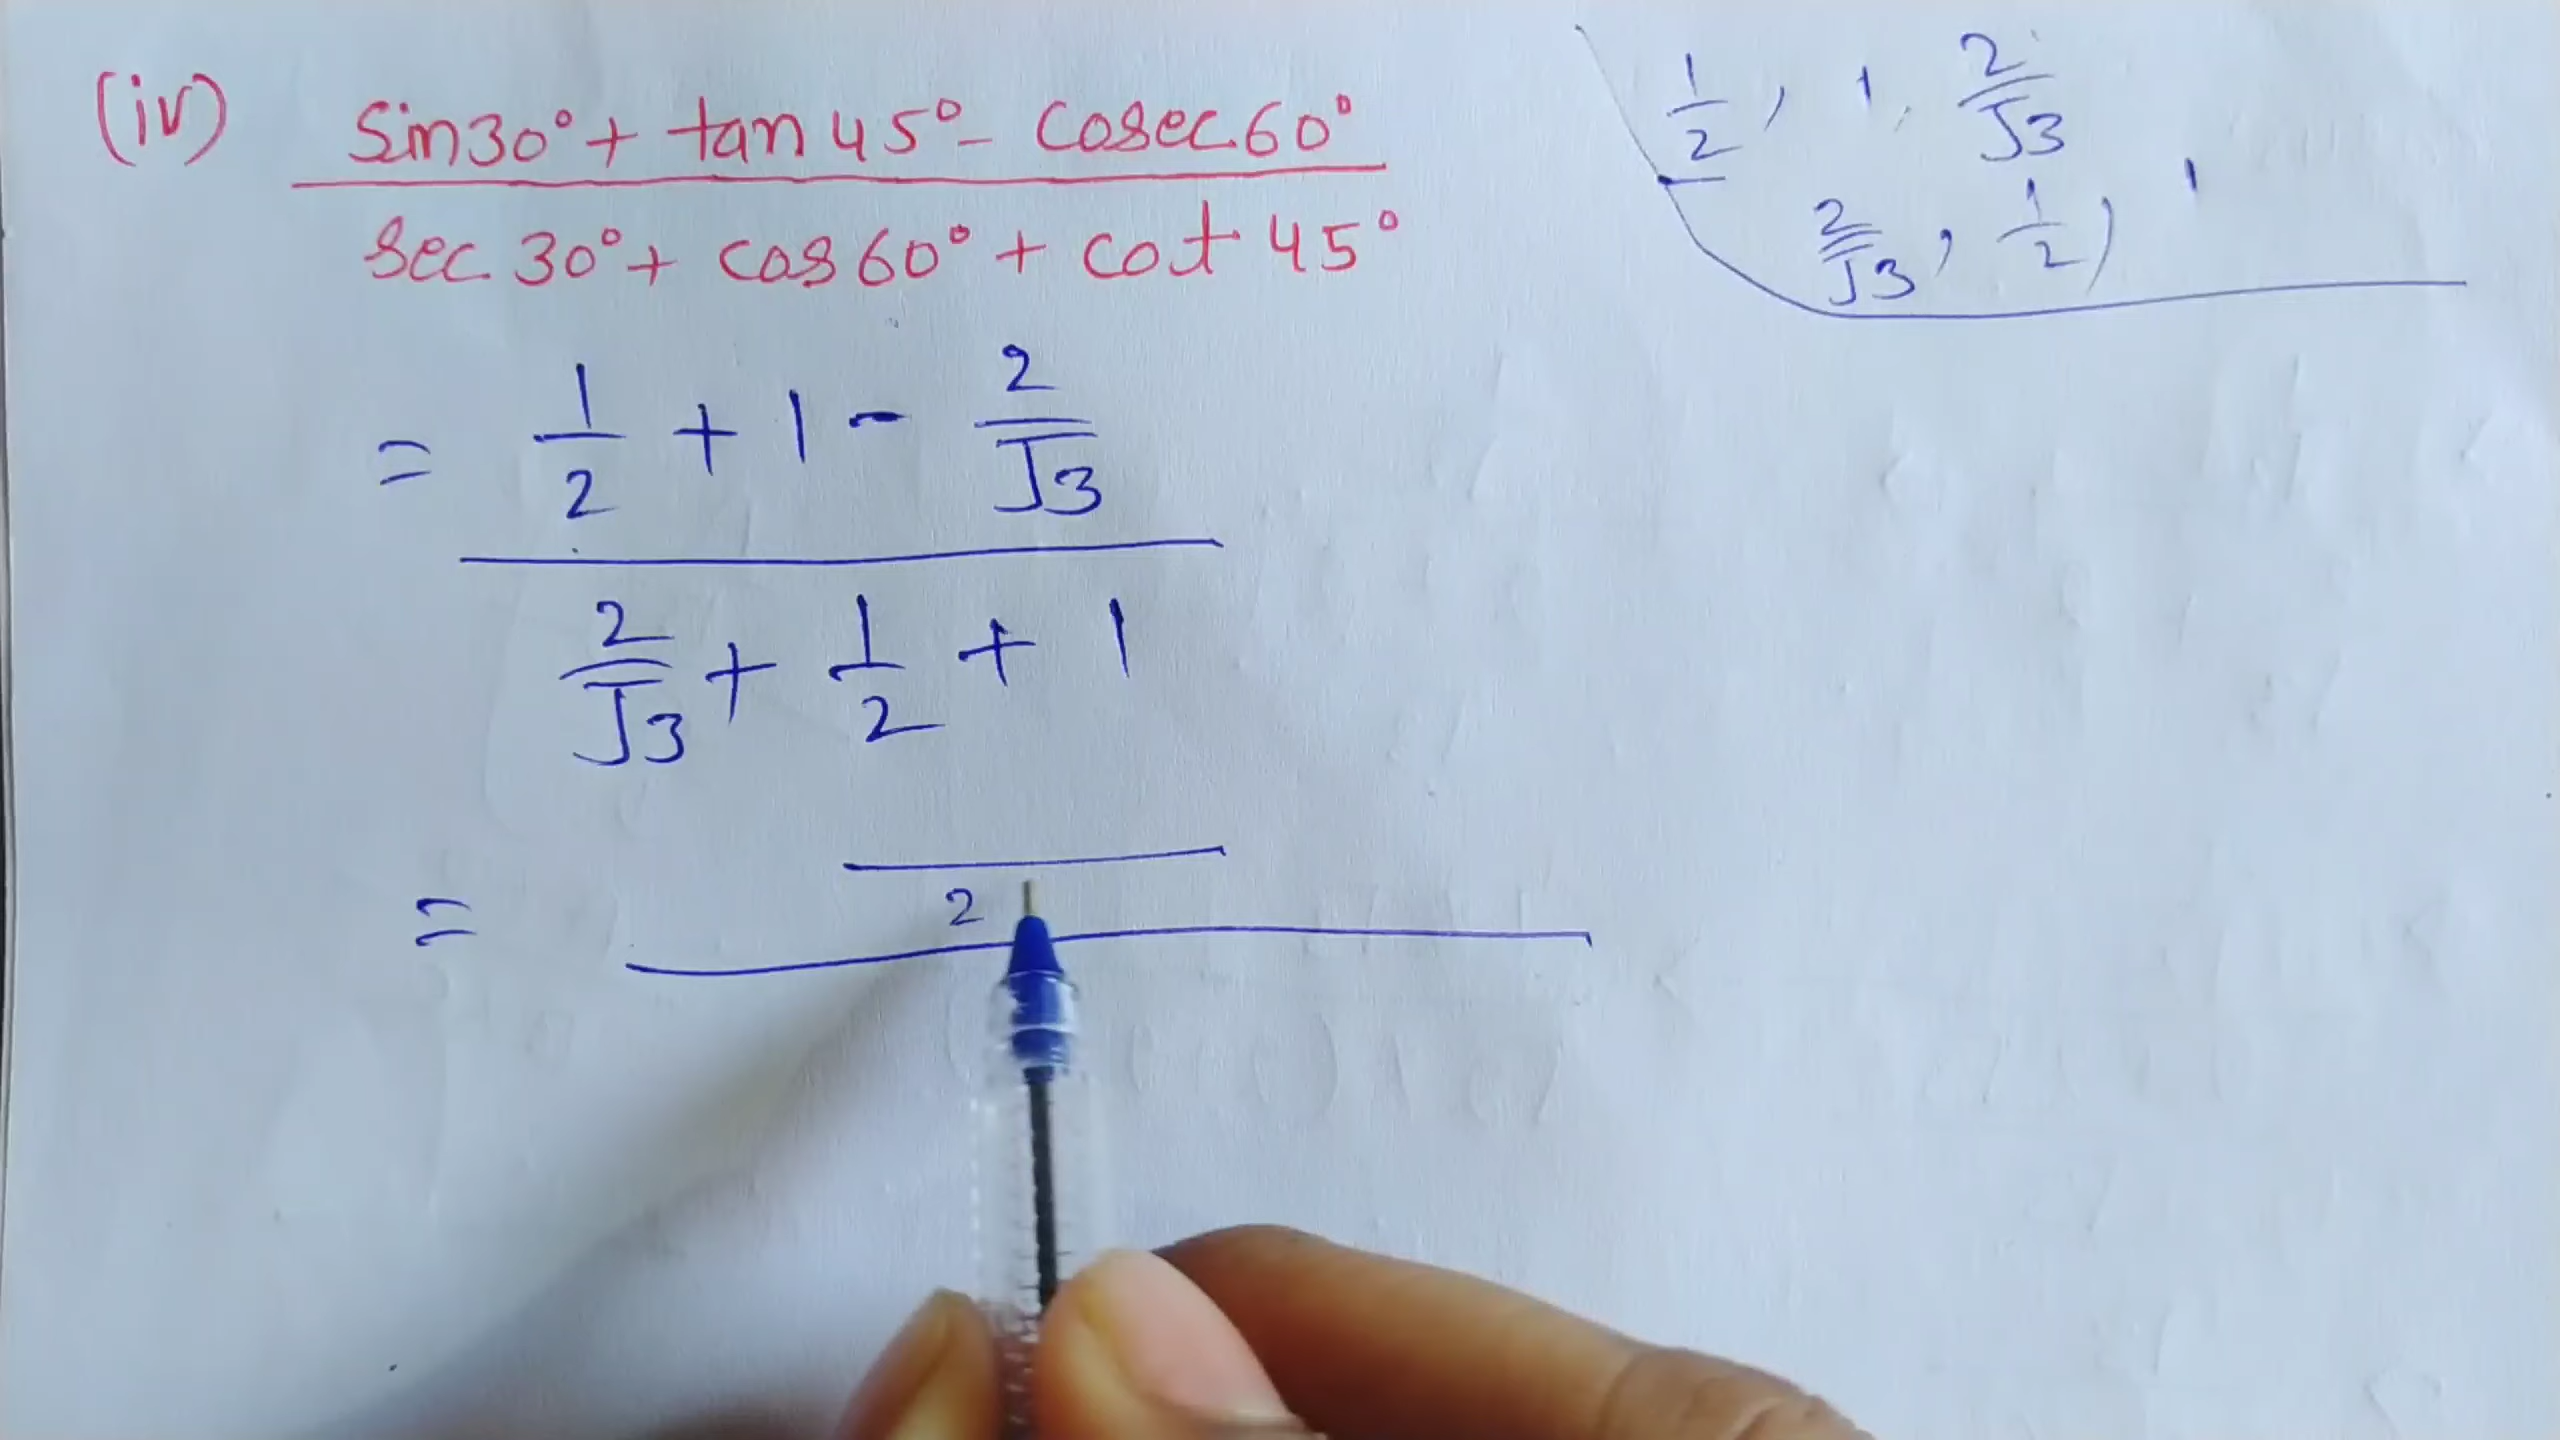 (iv) sin30° + tan45° - cosec60°
sec30° + cos60° + cot45°
1/2, 1, 2/√3
2/√3, 1/2, 1
= 1/2 + 1 - 2/√3
2/√3 + 1/2 + 1
= 2